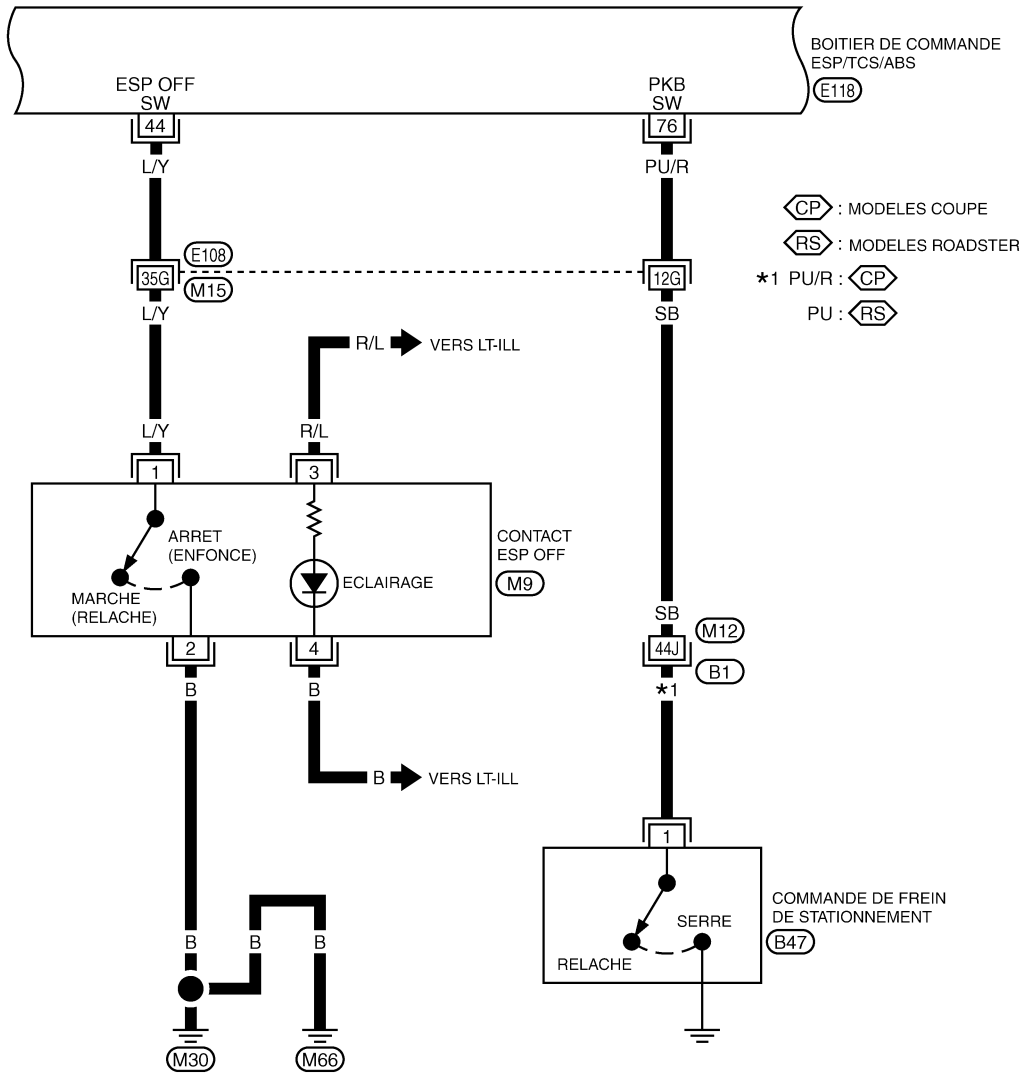 BOITIER DE COMMANDE
ESP/TCS/ABS
E118
ESP OFF
SW
PKB
SW
44
76
L/Y
PU/R
CP : MODELES COUPE
RS : MODELES ROADSTER
*1 PU/R : CP
PU : RS
E108
35G
M15
12G
L/Y
SB
R/L
VERS LT-ILL
L/Y
R/L
1
3
ARRET
(ENFONCE)
MARCHE
(RELACHE)
ECLAIRAGE
CONTACT
ESP OFF
M9
SB
M12
2
4
44J
B1
B
B
*1
B
VERS LT-ILL
1
COMMANDE DE FREIN
DE STATIONNEMENT
B47
SERRE
RELACHE
B
B
B
M30
M66